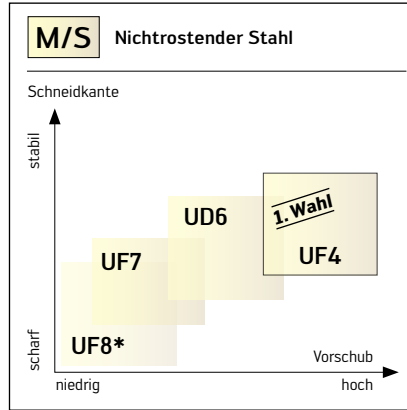 M/S Nichtrostender Stahl
Schneidkante
stabil
1. Wahl
UD6
UF4
UF7
UF8*
scharf
Vorschub
niedrig
hoch